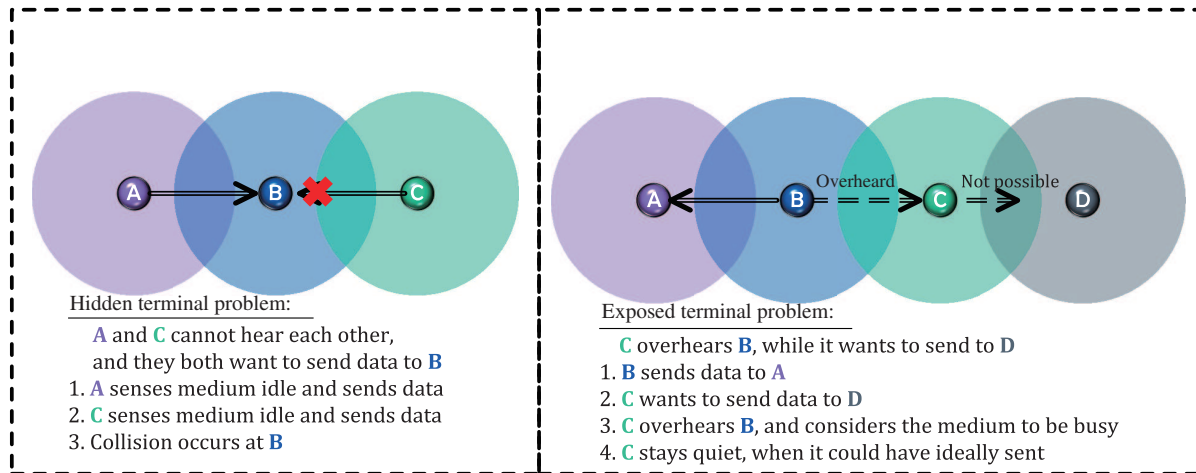 A
B
C
Hidden terminal problem:
A and C cannot hear each other,
and they both want to send data to B
1. A senses medium idle and sends data
2. C senses medium idle and sends data
3. Collision occurs at B
A
B
Overheard
C
Not possible
D
Exposed terminal problem:
C overhears B, while it wants to send to D
1. B sends data to A
2. C wants to send data to D
3. C overhears B, and considers the medium to be busy
4. C stays quiet, when it could have ideally sent